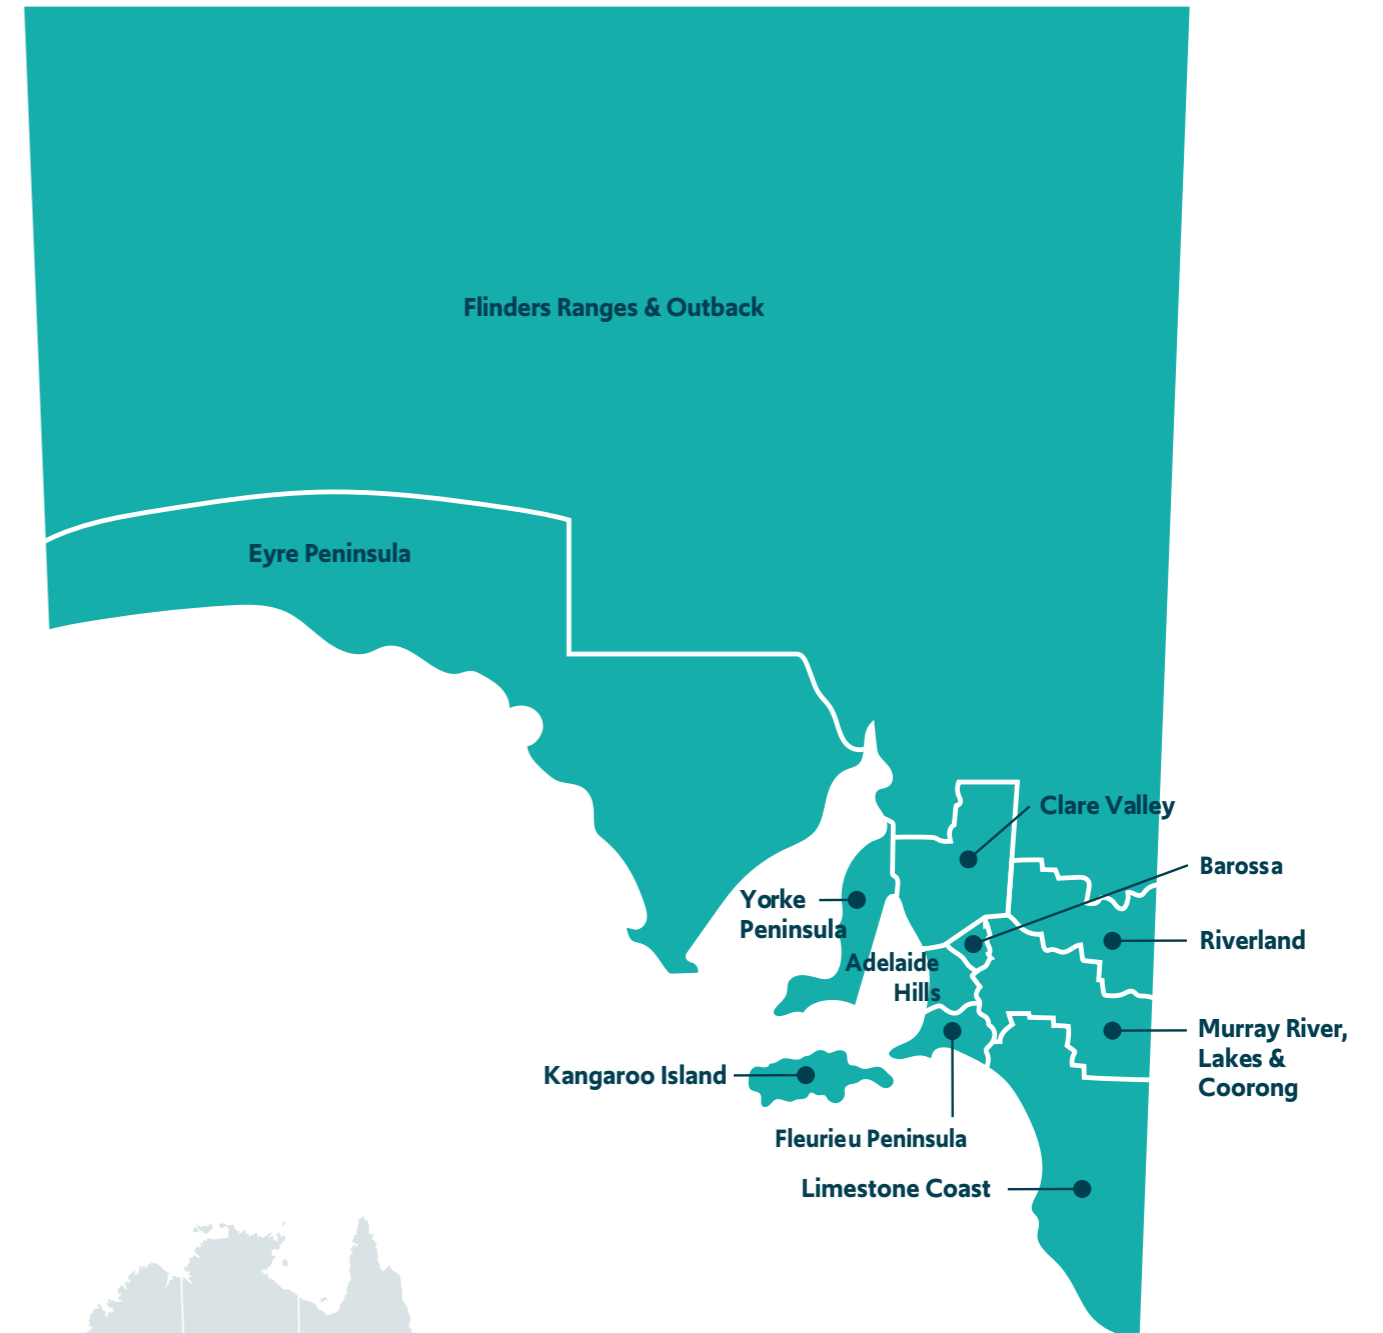 Flinders Ranges & Outback
Eyre Peninsula
Clare Valley
Barossa
Yorke
Peninsula
Riverland
Adelaide
Hills
Murray River,
Lakes &
Coorong
Kangaroo Island
Fleurieu Peninsula
Limestone Coast